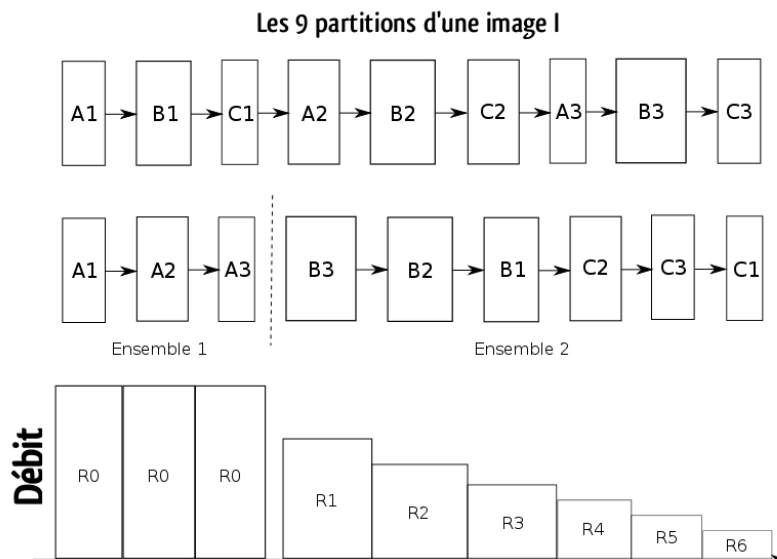 Les 9 partitions d'une image I
A1 B1 C1 A2 B2 C2 A3 B3 C3
A1 A2 A3 B3 B2 B1 C2 C3 C1
Ensemble 1 Ensemble 2
Débit
R0 R0 R0 R1 R2 R3 R4 R5 R6